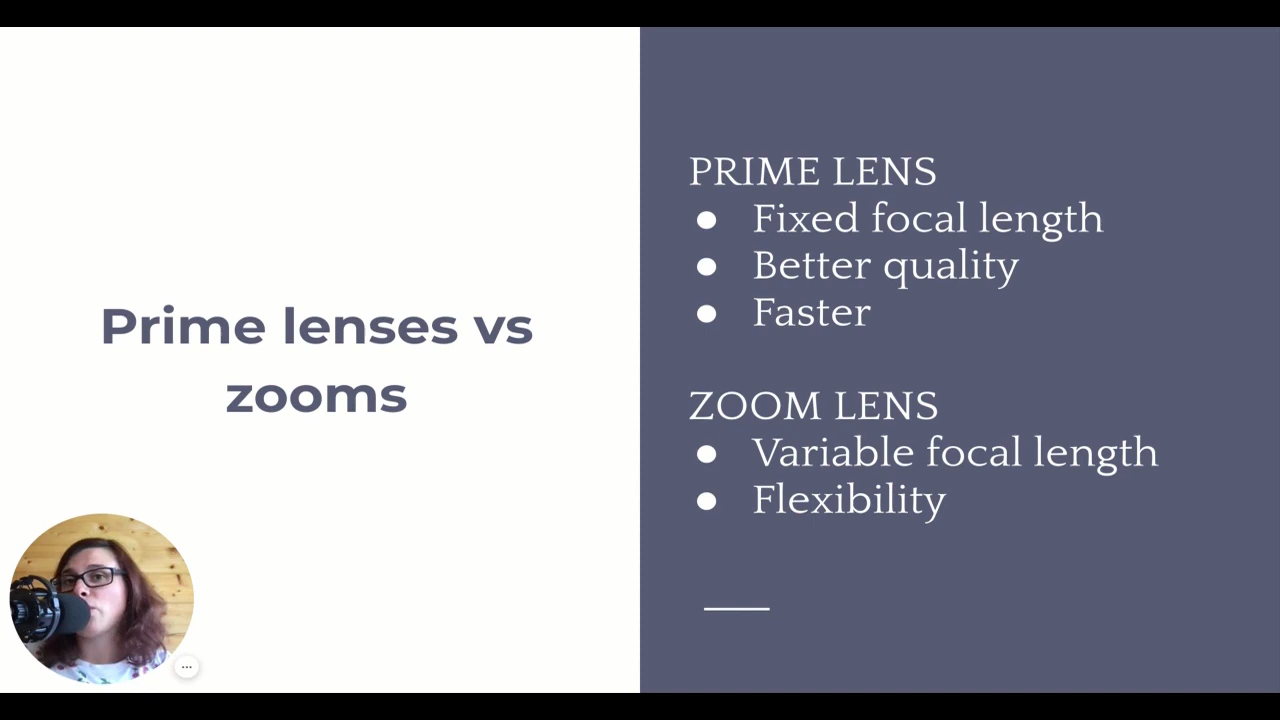 Prime lenses vs
zooms
PRIME LENS
● Fixed focal length
● Better quality
● Faster
ZOOM LENS
● Variable focal length
● Flexibility